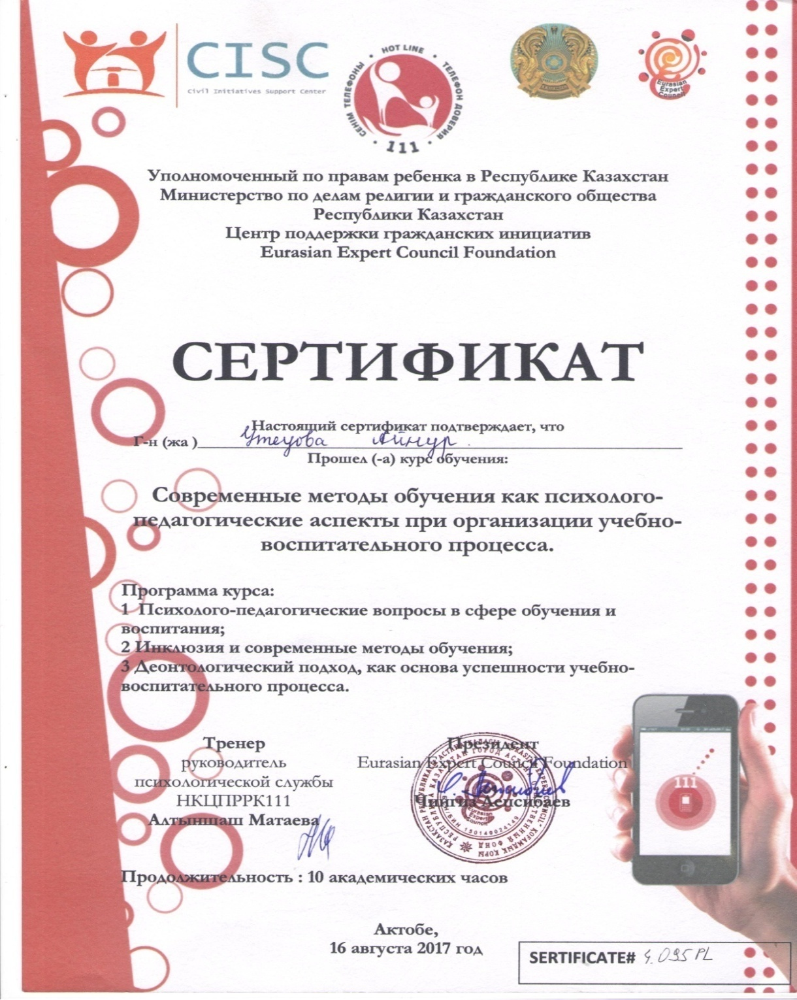 CISC
Civil Initiatives Support Center
· HOT LINE ·
СЕНІМ ТЕЛЕФОНЫ
ТЕЛЕФОН ДОВЕРИЯ
· 111 ·
ҚАЗАҚСТАН
Eurasian
Expert
Council
Уполномоченный по правам ребенка в Республике Казахстан
Министерство по делам религии и гражданского общества
Республики Казахстан
Центр поддержки гражданских инициатив
Eurasian Expert Council Foundation
СЕРТИФИКАТ
Настоящий сертификат подтверждает, что
Г-н (жа ) Утеуова Айнур
Прошел (-а) курс обучения:
Современные методы обучения как психолого-
педагогические аспекты при организации учебно-
воспитательного процесса.
Программа курса:
1 Психолого-педагогические вопросы в сфере обучения и
воспитания;
2 Инклюзия и современные методы обучения;
3 Деонтологический подход, как основа успешности учебно-
воспитательного процесса.
Тренер
руководитель
психологической службы
НКЦПРРК111
Алтыншаш Матаева
Президент
Eurasian Expert Council Foundation
Чингиз Лепсибаев
Eurasian
Expert
Council
111
Продолжительность : 10 академических часов
Актобе,
16 августа 2017 год
SERTIFICATE# 4.095 PL